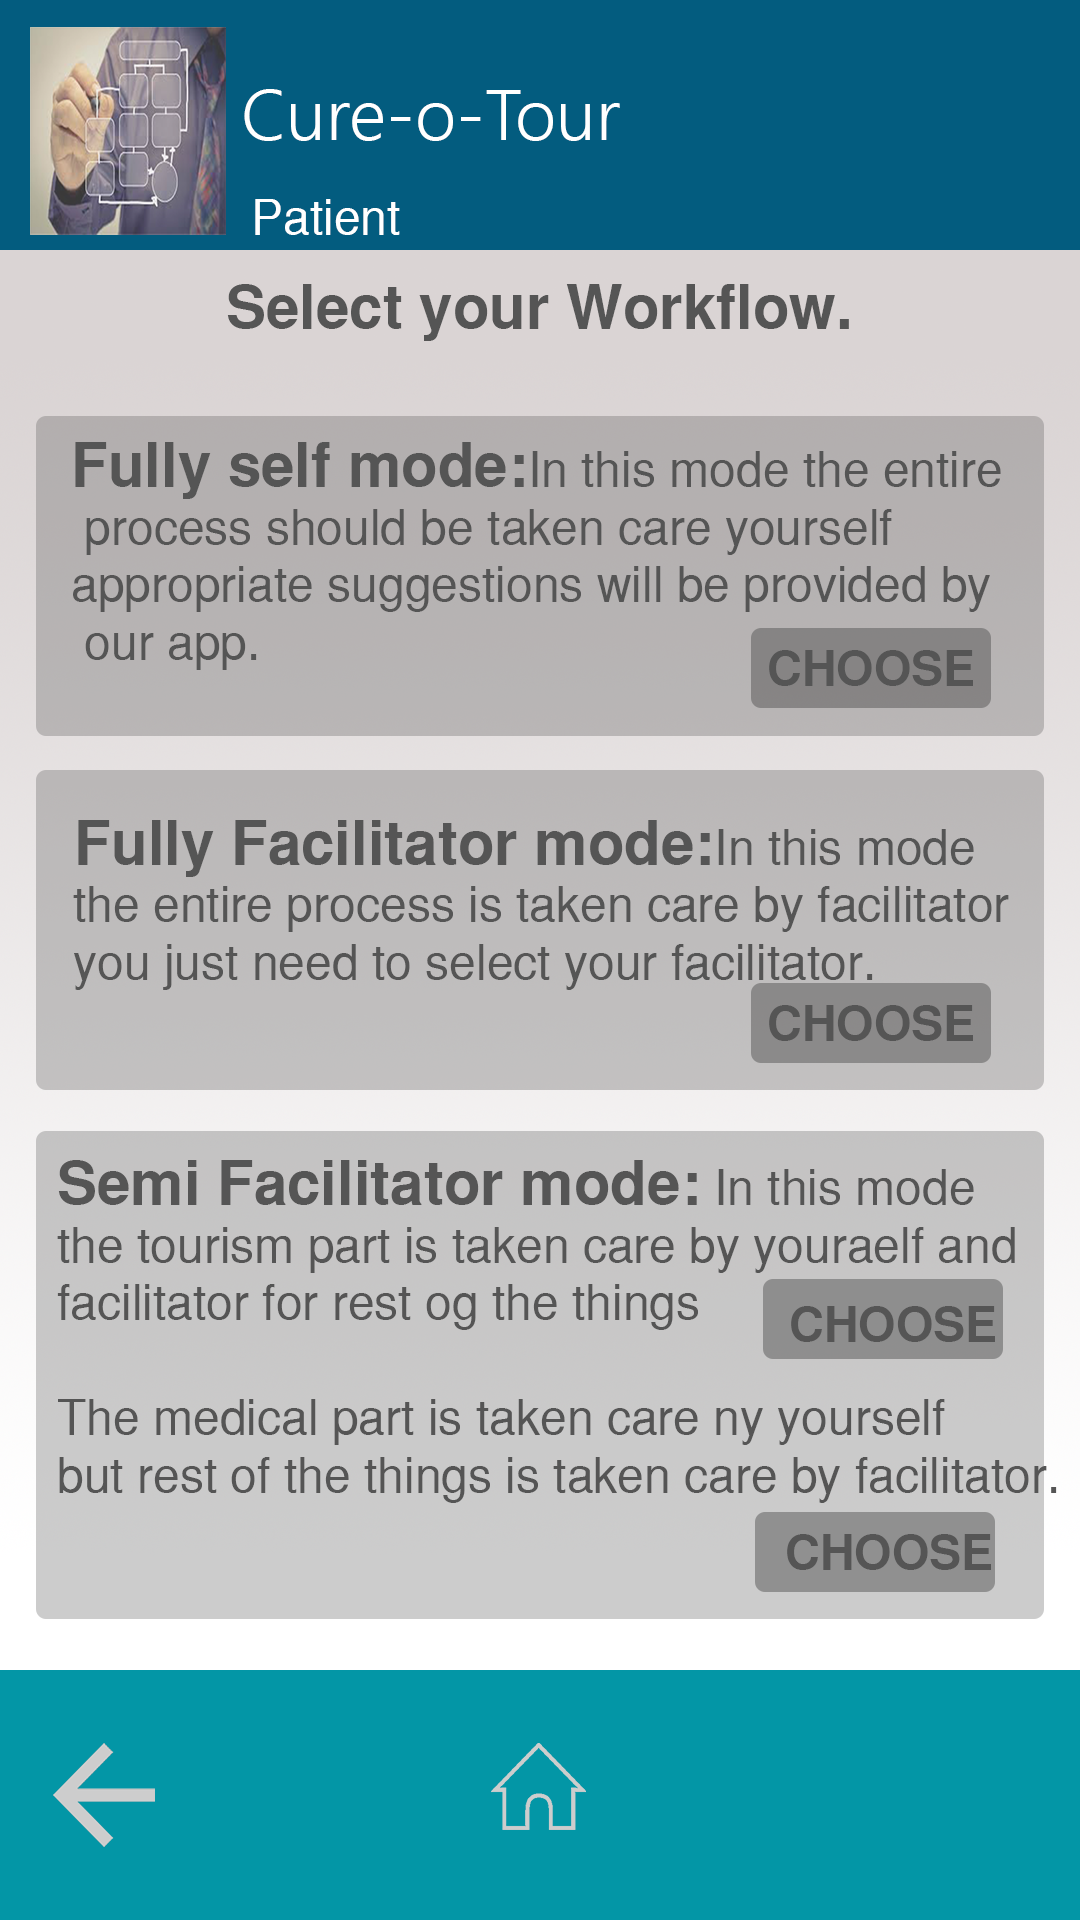 Cure-o-Tour
Patient
Select your Workflow.
Fully self mode:In this mode the entire
process should be taken care yourself
appropriate suggestions will be provided by
our app.
CHOOSE
Fully Facilitator mode:In this mode
the entire process is taken care by facilitator
you just need to select your facilitator.
CHOOSE
Semi Facilitator mode: In this mode
the tourism part is taken care by youraelf and
facilitator for rest og the things
CHOOSE
The medical part is taken care ny yourself
but rest of the things is taken care by facilitator.
CHOOSE